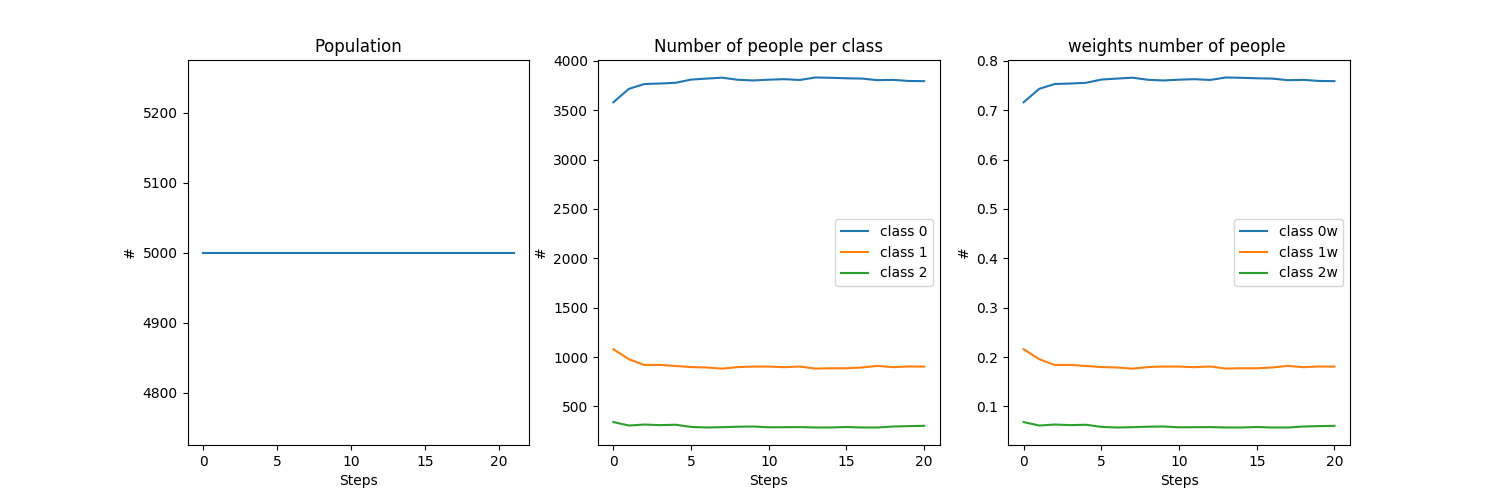 Population
5200
5100
5000
4900
4800
#
0 5 10 15 20
Steps
Number of people per class
4000
3500
3000
2500
2000
1500
1000
500
#
class 0
class 1
class 2
0 5 10 15 20
Steps
weights number of people
0.8
0.7
0.6
0.5
0.4
0.3
0.2
0.1
#
class 0w
class 1w
class 2w
0 5 10 15 20
Steps